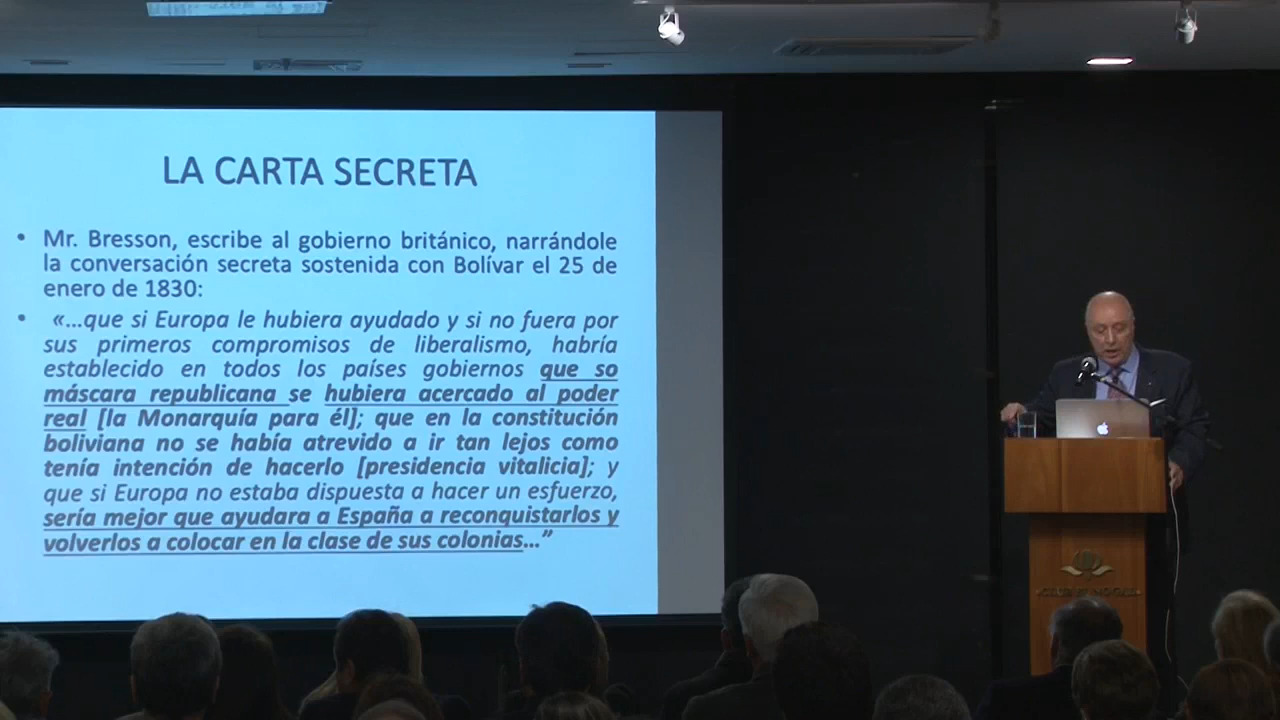 LA CARTA SECRETA
• Mr. Bresson, escribe al gobierno británico, narrándole
la conversación secreta sostenida con Bolívar el 25 de
enero de 1830:
• «...que si Europa le hubiera ayudado y si no fuera por
sus primeros compromisos de liberalismo, habría
establecido en todos los países gobiernos que so
máscara republicana se hubiera acercado al poder
real [la Monarquía para él]; que en la constitución
boliviana no se había atrevido a ir tan lejos como
tenía intención de hacerlo [presidencia vitalicia]; y
que si Europa no estaba dispuesta a hacer un esfuerzo,
sería mejor que ayudara a España a reconquistarlos y
volverlos a colocar en la clase de sus colonias...”
CLUB EL NOGAL